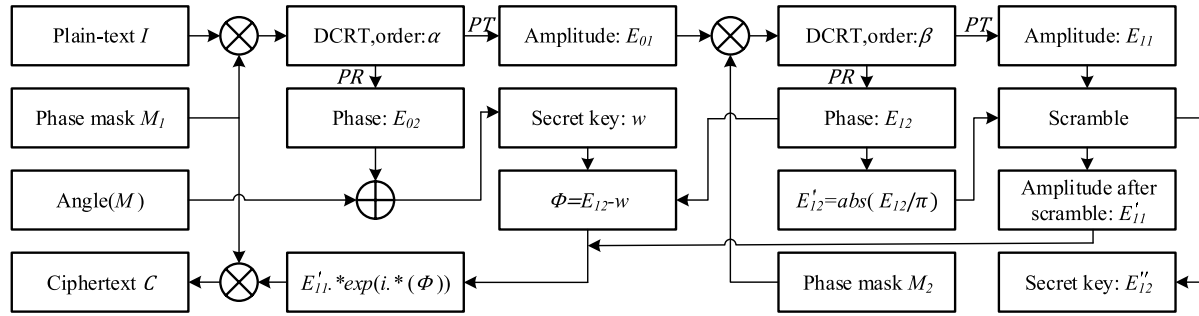 Plain-text I
DCRT,order:α
PT
Amplitude: E₀₁
DCRT,order:β
PT
Amplitude: E₁₁
PR
PR
Phase mask M₁
Phase: E₀₂
Secret key: w
Phase: E₁₂
Scramble
Angle(M)
Φ=E₁₂-w
E'₁₂=abs(E₁₂/π)
Amplitude after
scramble: E'₁₁
Ciphertext C
E'₁₁.*exp(i.*(Φ))
Phase mask M₂
Secret key: E''₁₂